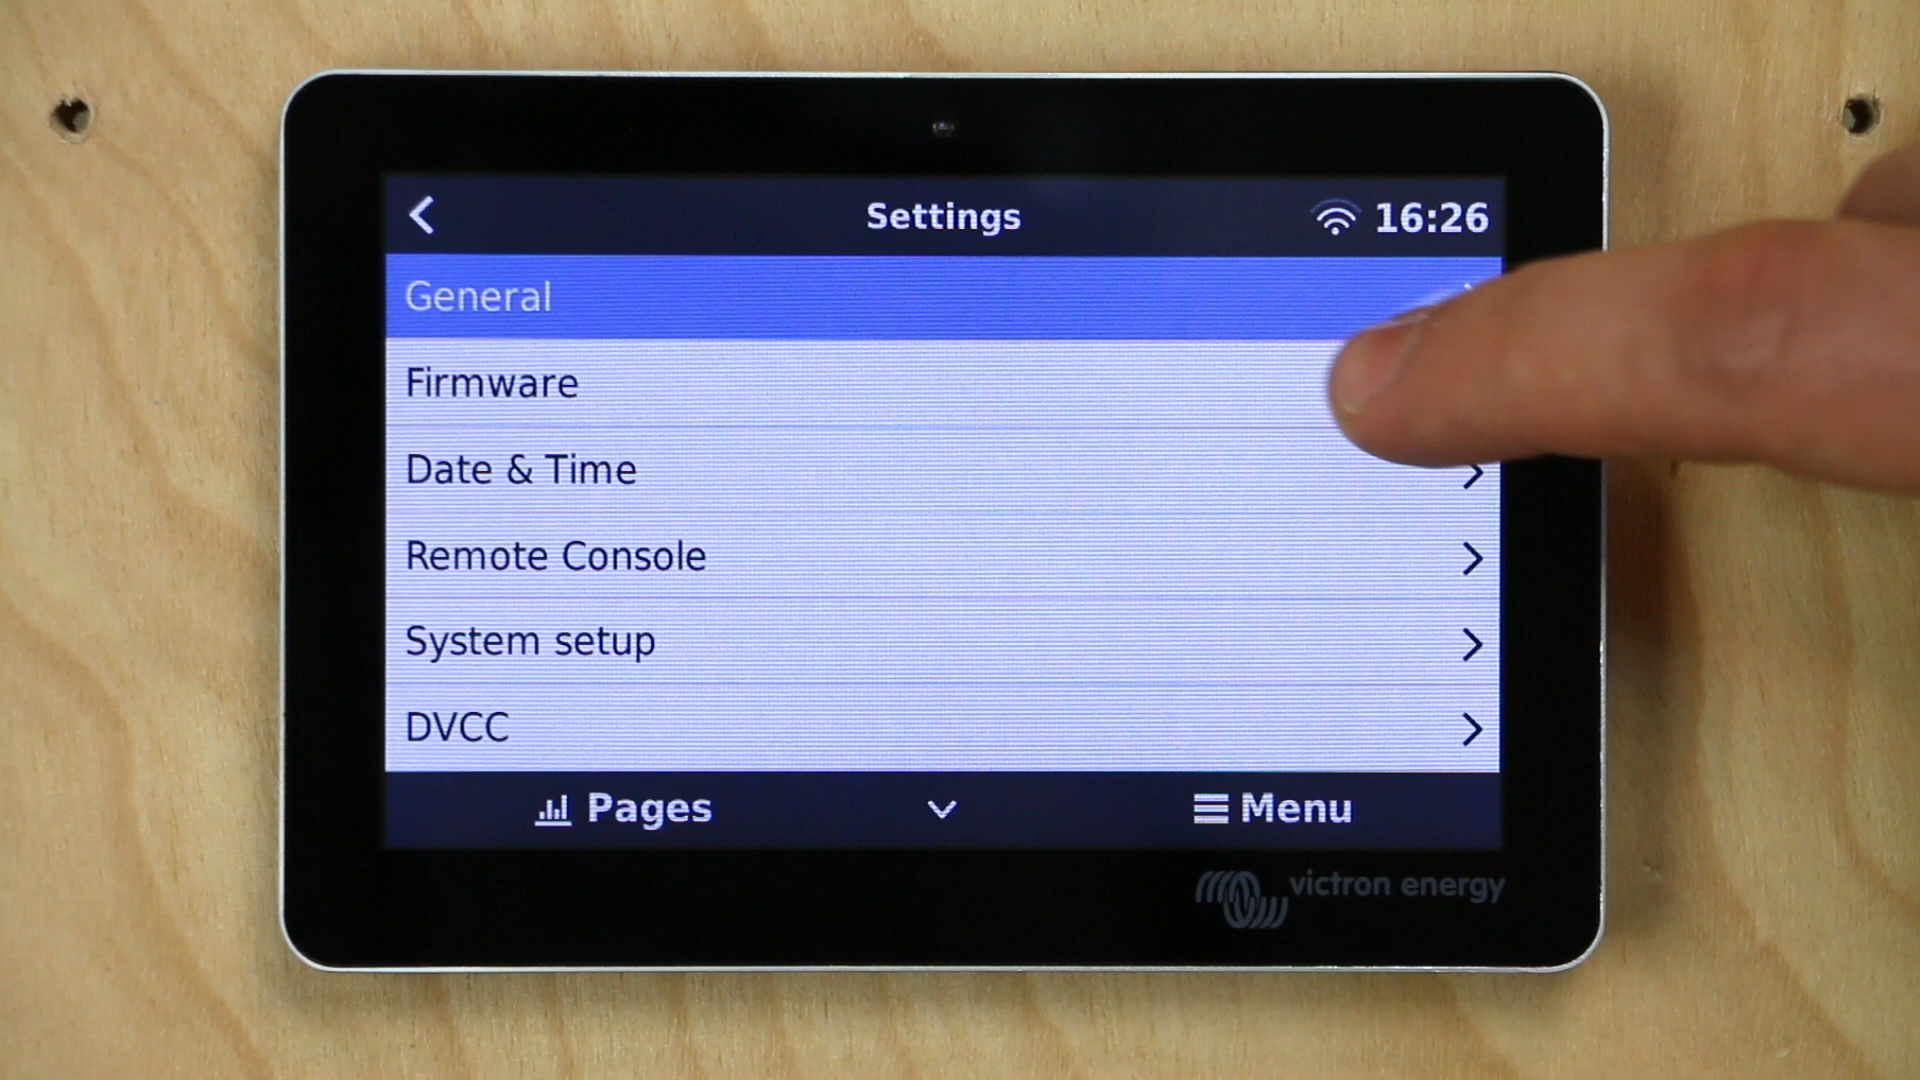 Settings
16:26
General
Firmware
Date & Time
Remote Console
System setup
DVCC
Pages
Menu
victron energy